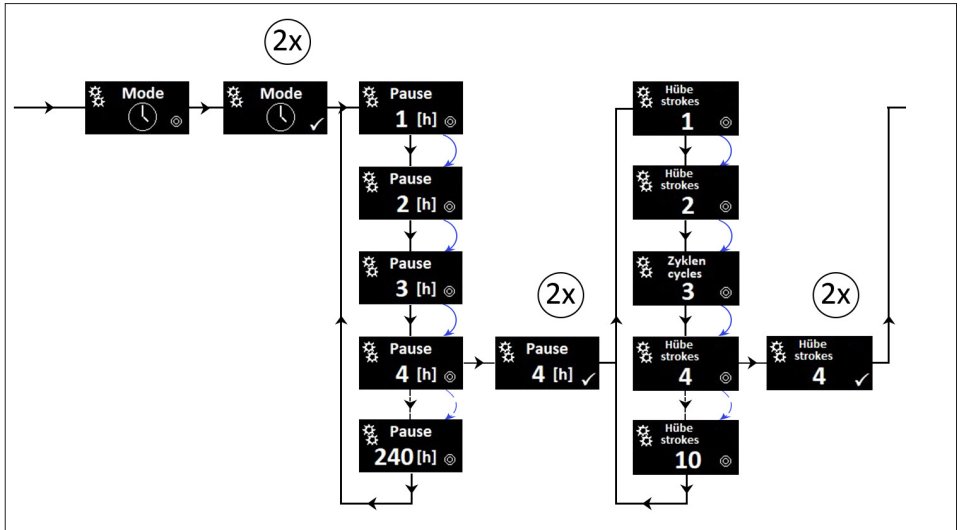 2x
Mode
Mode
Pause
1 [h]
Pause
2 [h]
Pause
3 [h]
Pause
4 [h]
Pause
240 [h]
2x
Pause
4 [h]
Hübe
strokes
1
Hübe
strokes
2
Zyklen
cycles
3
Hübe
strokes
4
Hübe
strokes
10
2x
Hübe
strokes
4